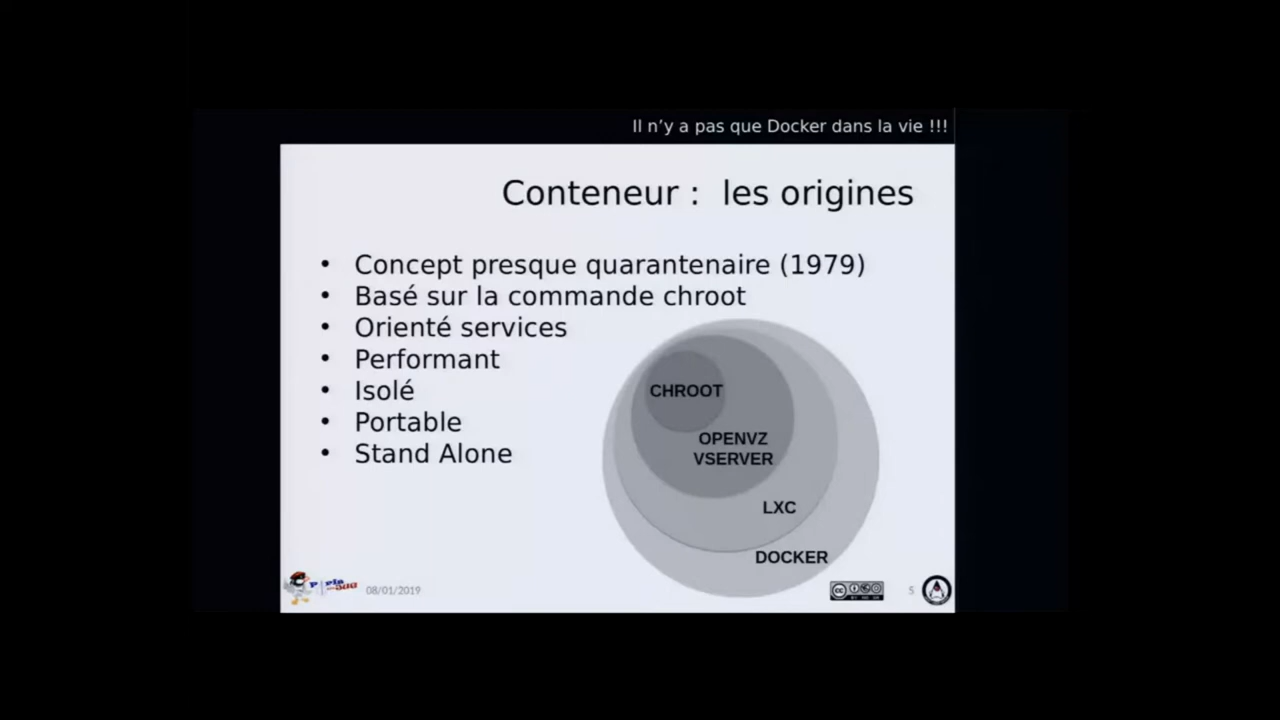 Il n’y a pas que Docker dans la vie !!!
Conteneur :  les origines
• Concept presque quarantenaire (1979)
• Basé sur la commande chroot
• Orienté services
• Performant
• Isolé
• Portable
• Stand Alone
CHROOT
OPENVZ
VSERVER
LXC
DOCKER
08/01/2019
5